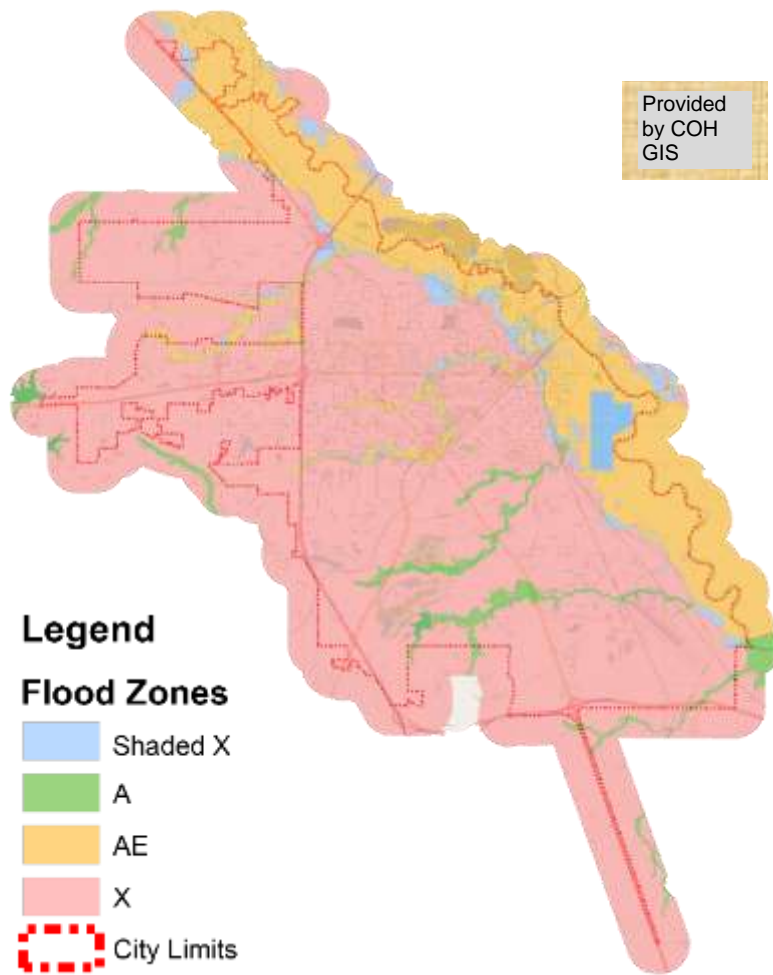 Provided
by COH
GIS
Legend
Flood Zones
Shaded X
A
AE
X
City Limits